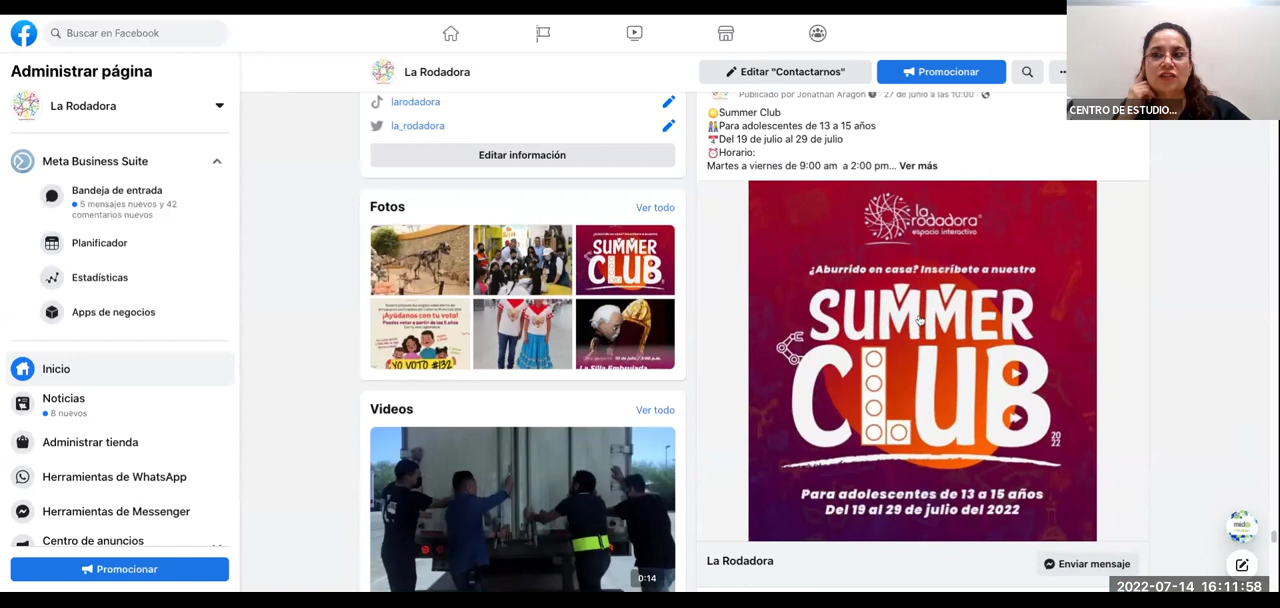 Buscar en Facebook
Administrar página
La Rodadora
Meta Business Suite
Bandeja de entrada
5 mensajes nuevos y 42
comentarios nuevos
Planificador
Estadísticas
Apps de negocios
Inicio
Noticias
8 nuevos
Administrar tienda
Herramientas de WhatsApp
Herramientas de Messenger
Centro de anuncios
Promocionar
La Rodadora
Editar "Contactarnos"
Promocionar
larodadora
la_rodadora
Editar información
Fotos
Ver todo
¿Aburrido en casa? Inscríbete a nuestro
SUMMER
CLUB
¡Ayúdanos con tu voto!
YO VOTO #132
La Silla Embrujada
Videos
Ver todo
0:14
Publicado por Jonathan Aragon · 27 de junio a las 10:00 ·
Summer Club
Para adolescentes de 13 a 15 años
Del 19 de julio al 29 de julio
Horario:
Martes a viernes de 9:00 am a 2:00 pm... Ver más
la
rodadora
espacio interactivo
¿Aburrido en casa? Inscríbete a nuestro
SUMMER
CLUB
2022
Para adolescentes de 13 a 15 años
Del 19 al 29 de julio del 2022
La Rodadora
Enviar mensaje
CENTRO DE ESTUDIO...
mido
2022-07-14 16:11:58